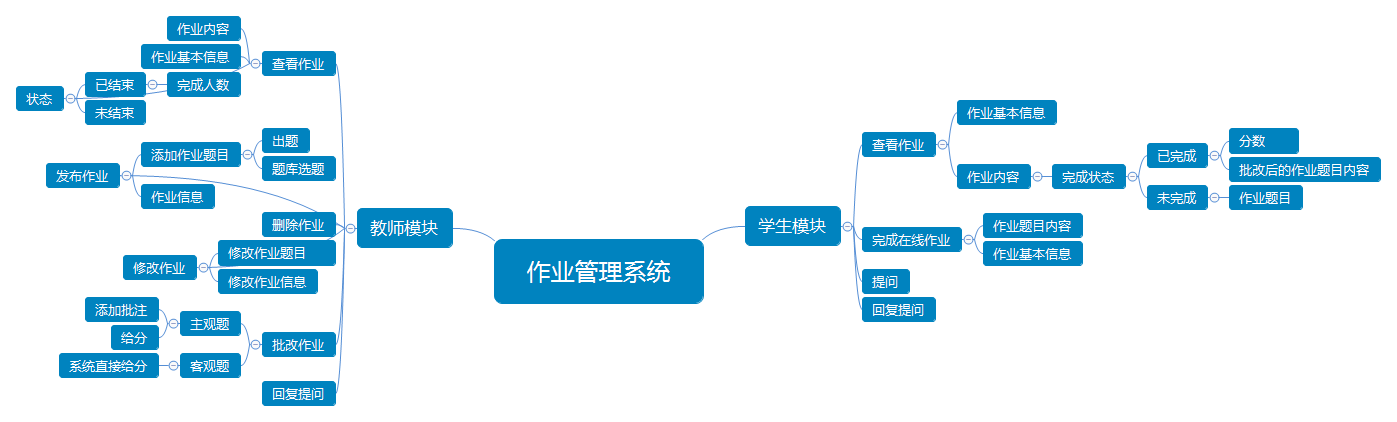 作业管理系统
教师模块
查看作业
作业内容
作业基本信息
完成人数
已结束
未结束
状态
发布作业
添加作业题目
出题
题库选题
作业信息
删除作业
修改作业
修改作业题目
修改作业信息
批改作业
主观题
添加批注
给分
客观题
系统直接给分
回复提问
学生模块
查看作业
作业基本信息
作业内容
完成状态
已完成
分数
批改后的作业题目内容
未完成
作业题目
完成在线作业
作业题目内容
作业基本信息
提问
回复提问